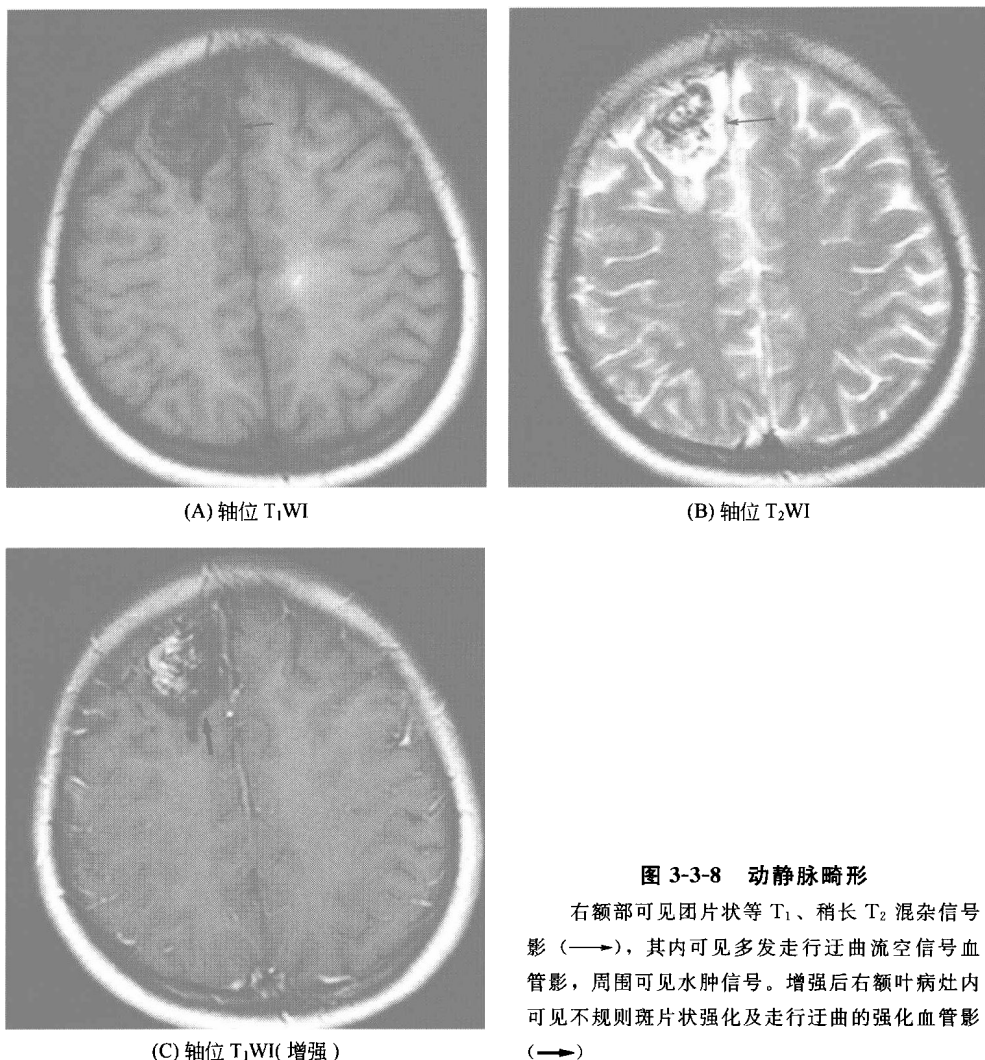 (A) 轴位 T₁WI
(B) 轴位 T₂WI
(C) 轴位 T₁WI( 增强 )
图 3-3-8 动静脉畸形
右额部可见团片状等 T₁、稍长 T₂ 混杂信号
影（⟶），其内可见多发走行迂曲流空信号血
管影，周围可见水肿信号。增强后右额叶病灶内
可见不规则斑片状强化及走行迂曲的强化血管影
（⟶）